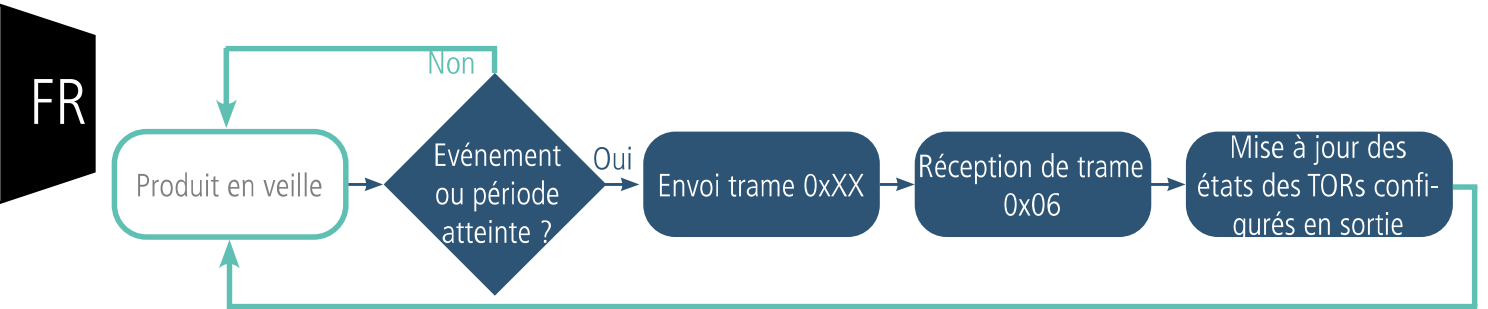 FR
Non
Produit en veille
Evénement
ou période
atteinte ?
Oui
Envoi trame 0xXX
Réception de trame
0x06
Mise à jour des
états des TORs confi-
gurés en sortie